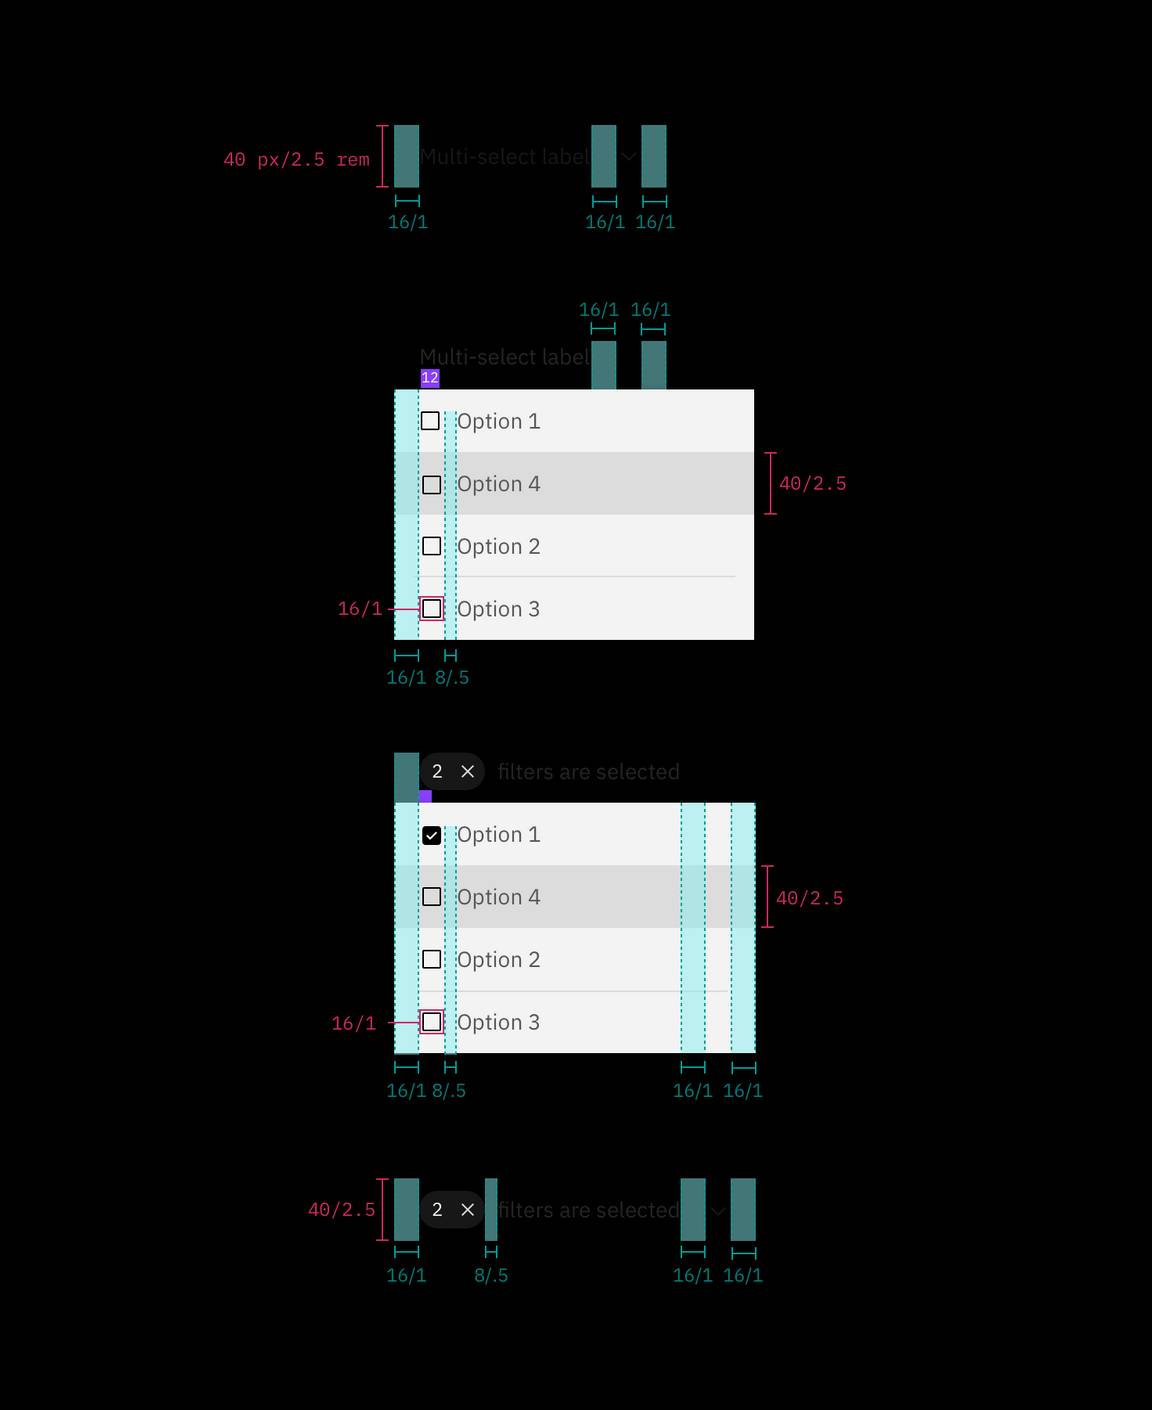 40 px/2.5 rem
Multi-select label
16/1 16/1 16/1
16/1 16/1
Multi-select label
12
Option 1
Option 4 40/2.5
Option 2
16/1 Option 3
16/1 8/.5
2 filters are selected
Option 1
Option 4 40/2.5
Option 2
16/1 Option 3
16/1 8/.5 16/1 16/1
40/2.5 2 filters are selected
16/1 8/.5 16/1 16/1